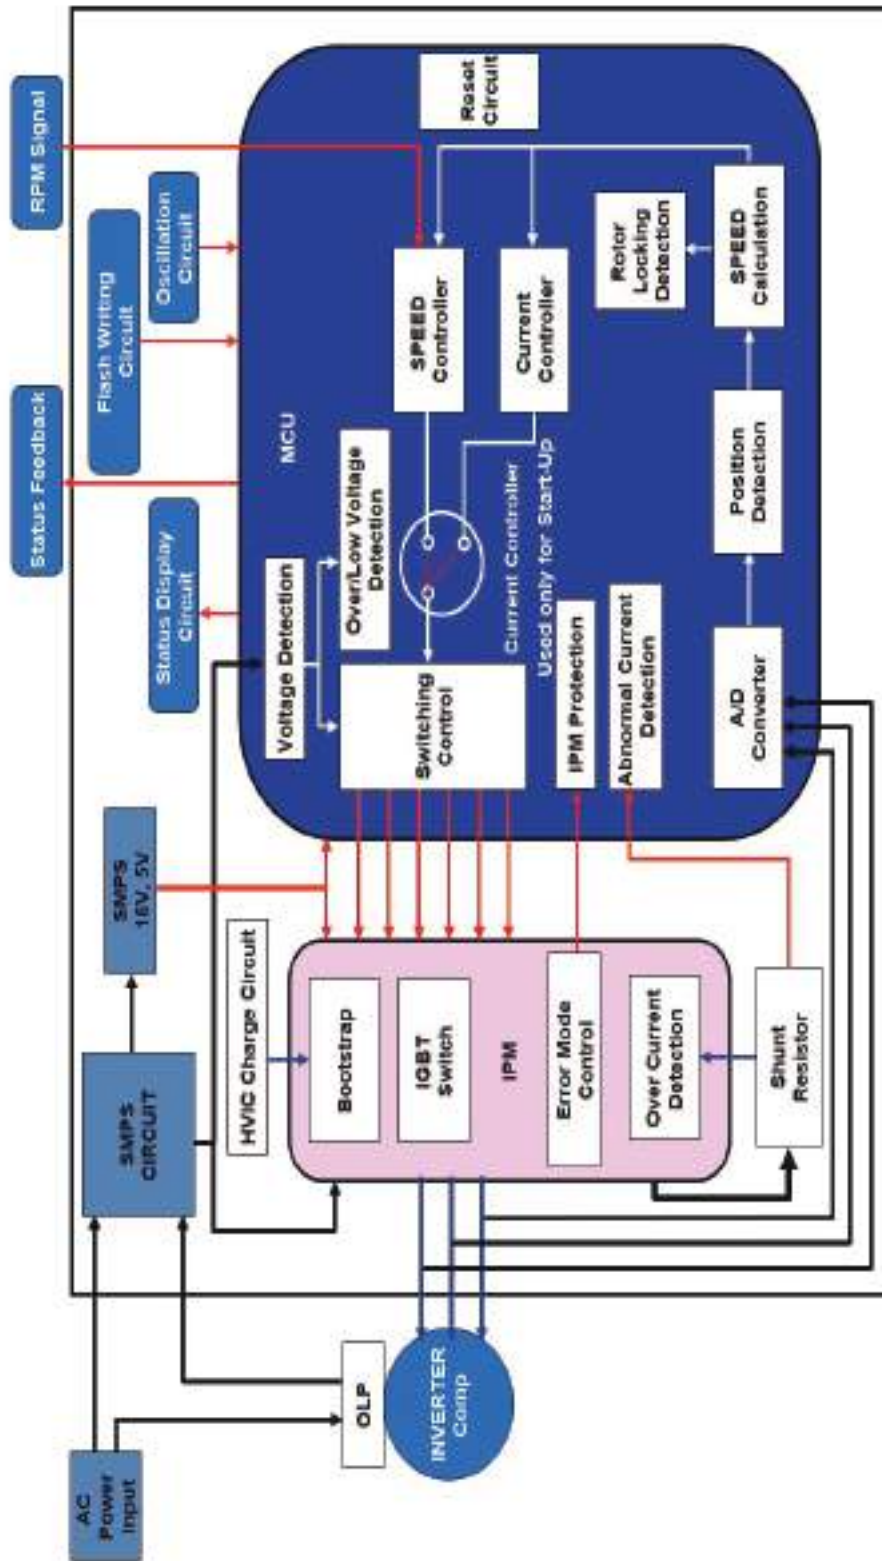 RPM Signal
Oscillation
Circuit
Flash Writing
Circuit
Status Feedback
Status Display
Circuit
SMPS
15V, 5V
SMPS
CIRCUIT
AC
Power
Input
OLP
INVERTER
Comp
HVIC Charge Circuit
Bootstrap
IGBT
Switch
IPM
Error Mode
Control
Over Current
Detection
Shunt
Resistor
MCU
Voltage Detection
Over/Low Voltage
Detection
Switching
Control
SPEED
Controller
Current
Controller
Current Controller
Used only for Start-Up
Reset
Circuit
IPM Protection
Abnormal Current
Detection
Rotor
Locking
Detection
A/D
Converter
Position
Detection
SPEED
Calculation